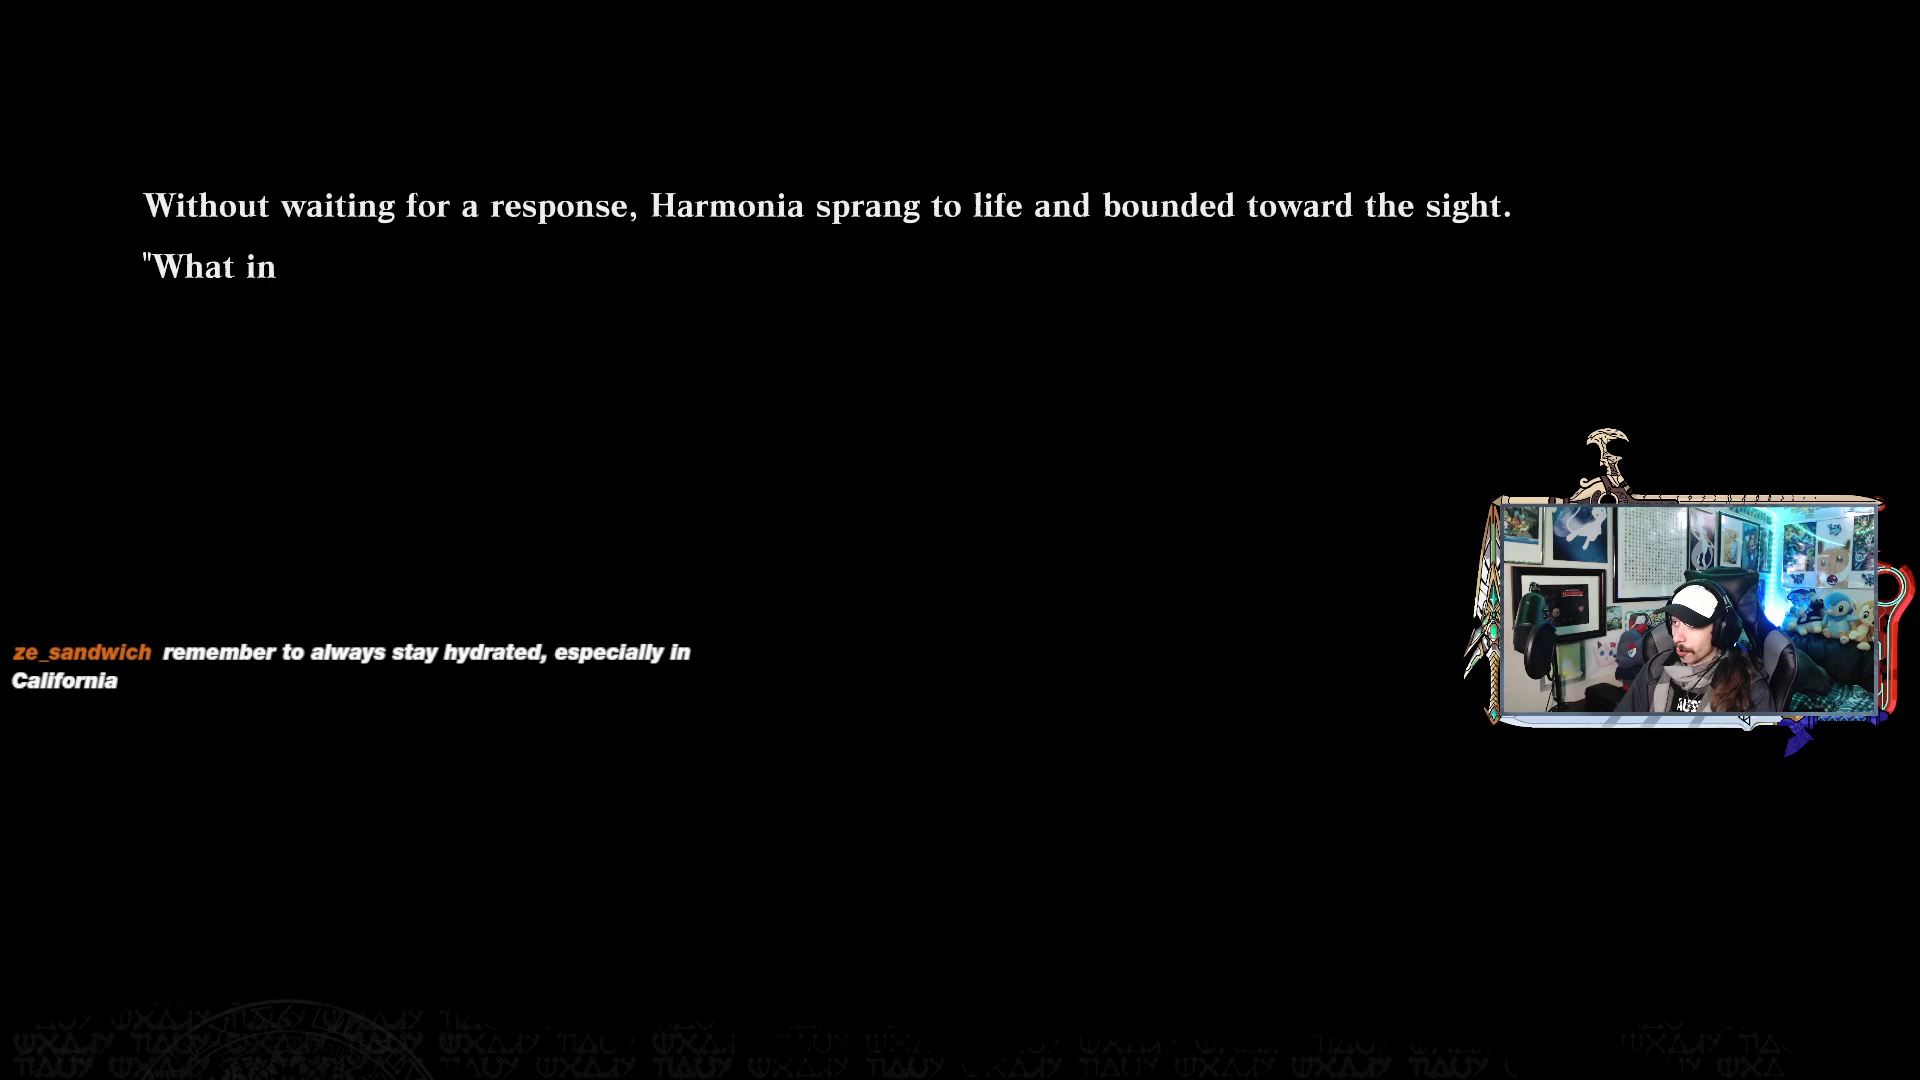 Without waiting for a response, Harmonia sprang to life and bounded toward the sight.
"What in
ze_sandwich remember to always stay hydrated, especially in
California